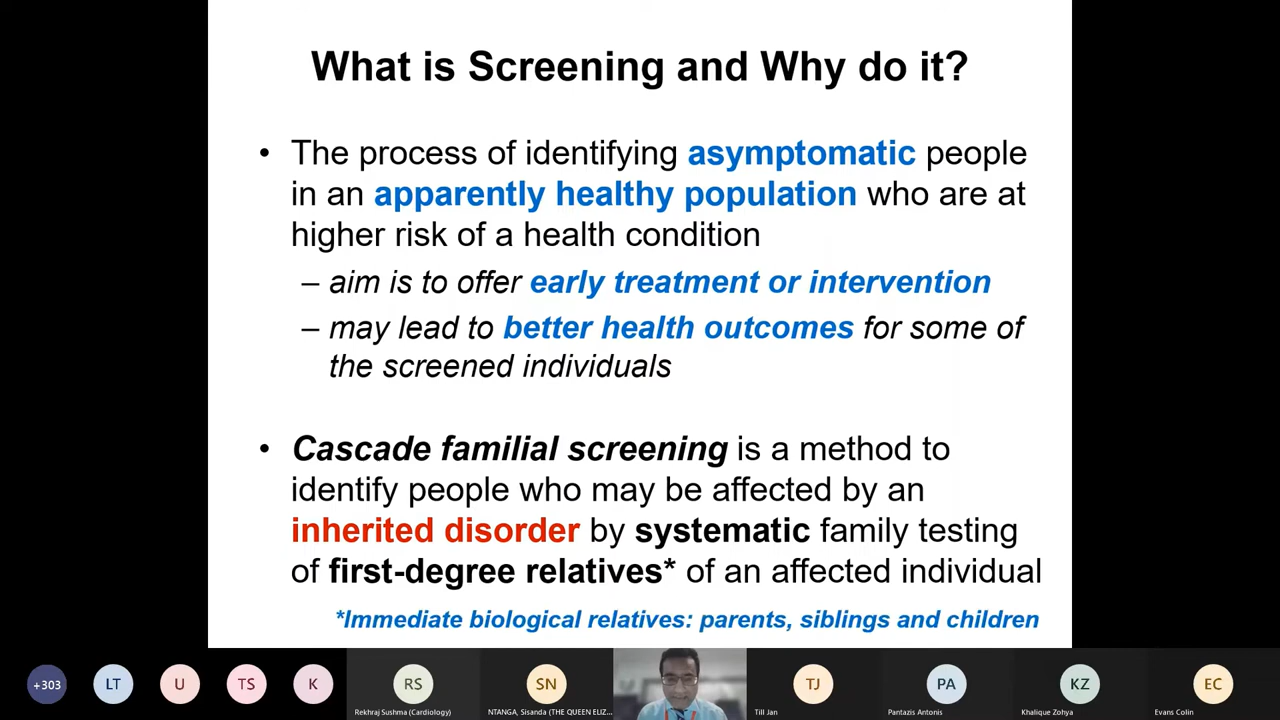 What is Screening and Why do it?
• The process of identifying asymptomatic people
in an apparently healthy population who are at
higher risk of a health condition
– aim is to offer early treatment or intervention
– may lead to better health outcomes for some of
the screened individuals
• Cascade familial screening is a method to
identify people who may be affected by an
inherited disorder by systematic family testing
of first-degree relatives* of an affected individual
*Immediate biological relatives: parents, siblings and children
+303 LT U TS K RS SN TJ PA KZ EC
Rekhraj Sushma (Cardiology) NTANGA, Sisanda (THE QUEEN ELIZ... Till Jan Pantazis Antonis Khalique Zohya Evans Colin